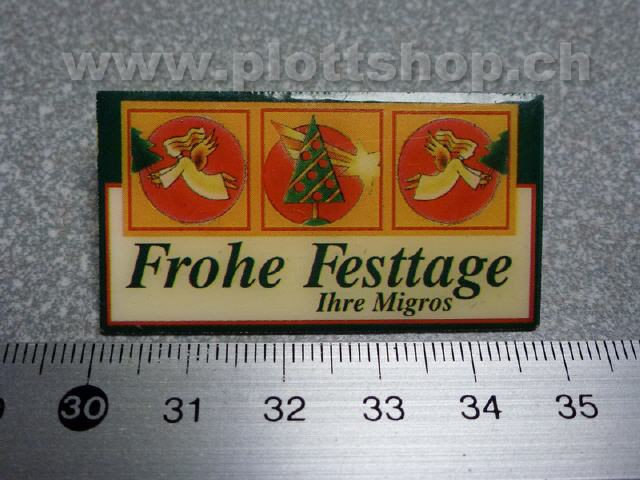 www.plottshop.ch
Frohe Festtage
Ihre Migros
30 31 32 33 34 35